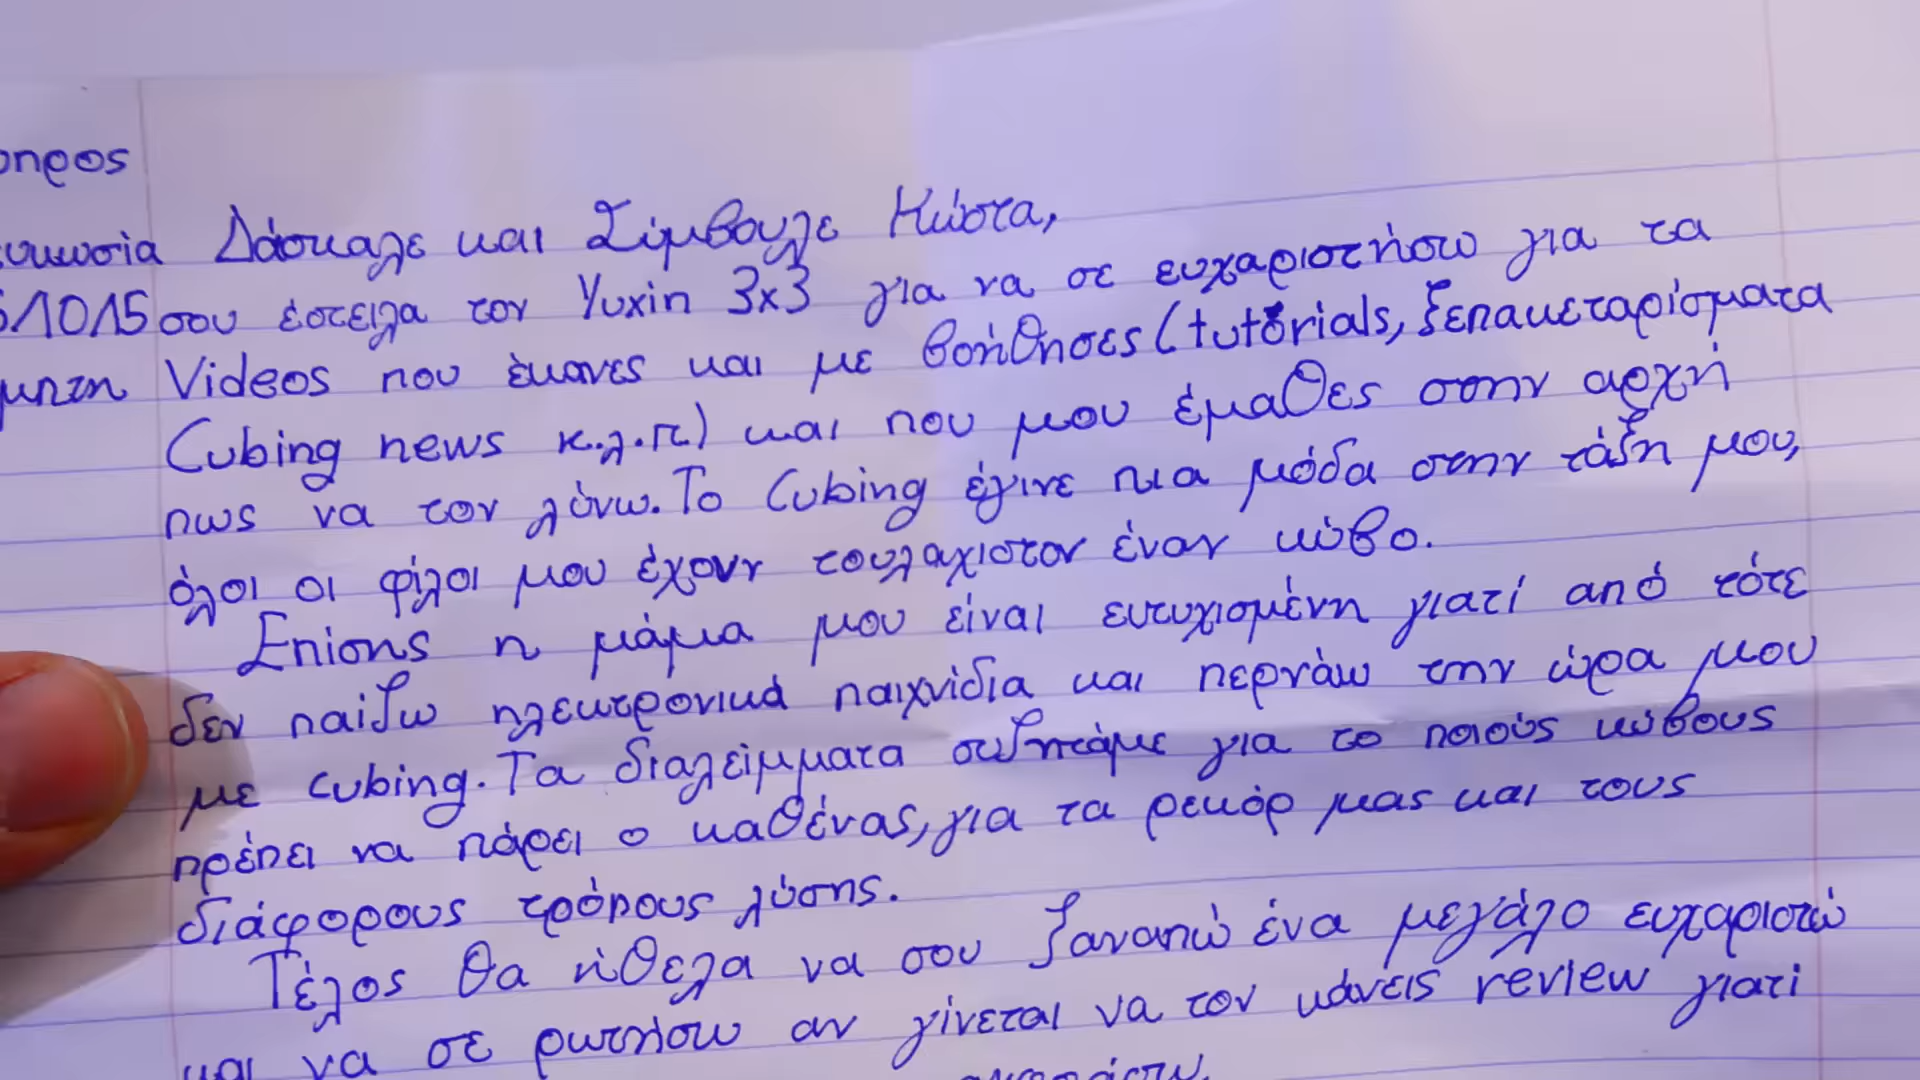 Δάσκαλε και Σύμβουλε Κώστα,
σου έστειλα τον Yuxin 3x3 για να σε ευχαριστήσω για τα
Videos που έκανες και με βοήθησες (tutorials, ξεπακεταρίσματα
Cubing news κ.λ.π.) και που μου έμαθες στην αρχή
πως να τον λύνω. Το Cubing έγινε πια μόδα στην τάξη μου,
όλοι οι φίλοι μου έχουν τουλαχιστον έναν κύβο.
Επίσης η μάμα μου είναι ευτυχισμένη γιατί από τότε
δεν παίζω ηλεκτρονικά παιχνίδια και περνάω την ώρα μου
με cubing. Τα διαλείμματα συζητάμε για το ποιούς κύβους
πρέπει να πάρει ο καθένας, για τα ρεκόρ μας και τους
διάφορους τρόπους λύσης.
Τέλος θα ήθελα να σου ξαναπώ ένα μεγάλο ευχαριστώ
και να σε ρωτήσω αν γίνεται να τον κάνεις review γιατί